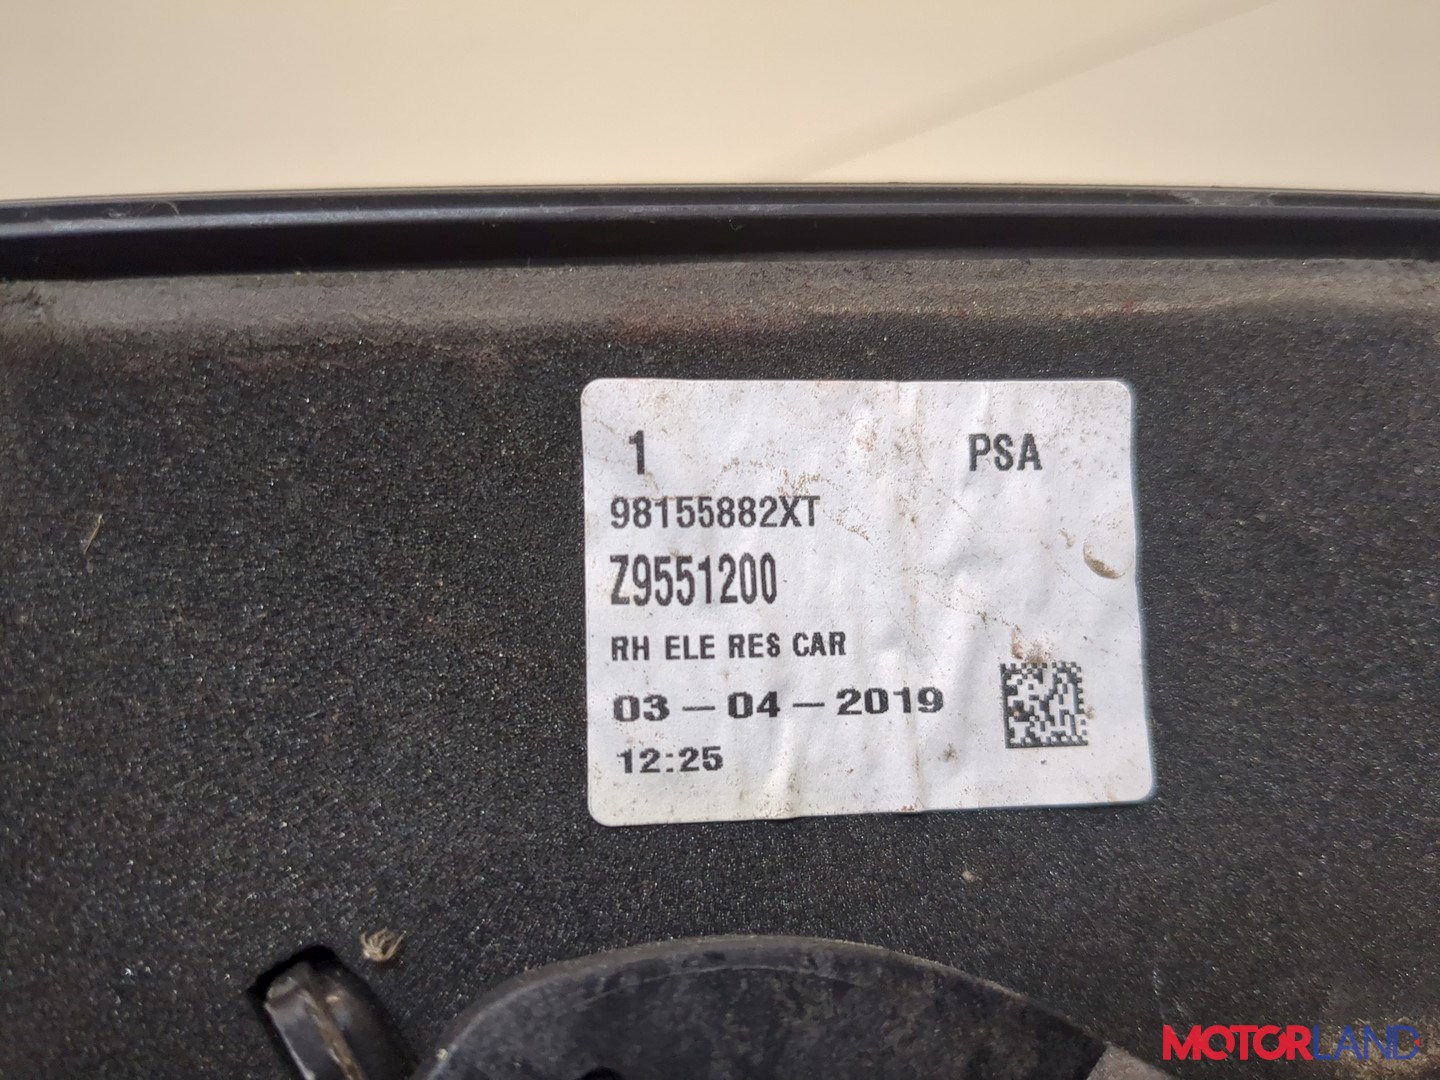 1 PSA
98155882XT
Z9551200
RH ELE RES CAR
03-04-2019
12:25
MOTORLAND